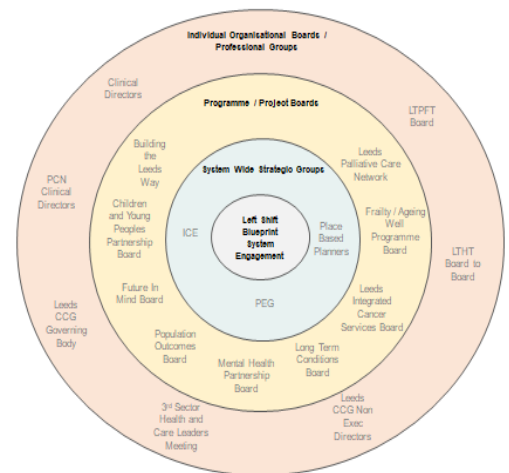 Individual Organisational Boards /
Professional Groups
Clinical
Directors
LTPFT
Board
Programme / Project Boards
Building
the
Leeds
Way
Leeds
Palliative Care
Network
System Wide Strategic Groups
PCN
Clinical
Directors
Children
and Young
Peoples
Partnership
Board
ICE
Left Shift
Blueprint
System
Engagement
Place
Based
Planners
Frailty / Ageing
Well
Programme
Board
LTHT
Board to
Board
Future In
Mind Board
PEG
Leeds
Integrated
Cancer
Services Board
Leeds
CCG
Governing
Body
Population
Outcomes
Board
Mental Health
Partnership
Board
Long Term
Conditions
Board
3rd Sector
Health and
Care Leaders
Meeting
Leeds
CCG Non
Exec
Directors